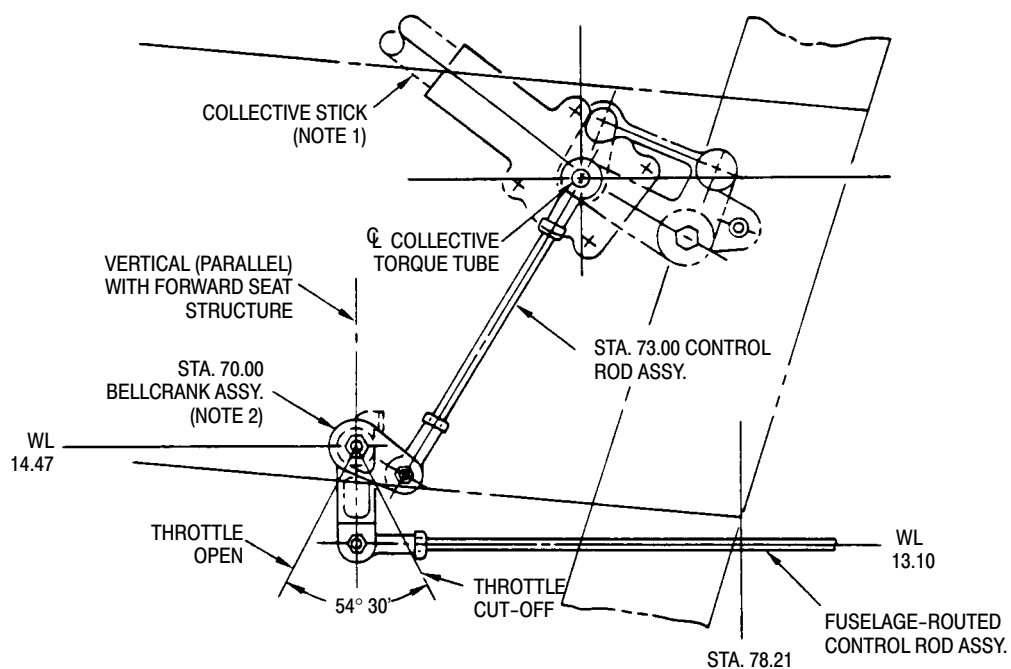 COLLECTIVE STICK
(NOTE 1)
℄ COLLECTIVE
TORQUE TUBE
VERTICAL (PARALLEL)
WITH FORWARD SEAT
STRUCTURE
STA. 73.00 CONTROL
ROD ASSY.
STA. 70.00
BELLCRANK ASSY.
(NOTE 2)
WL
14.47
THROTTLE
OPEN
54° 30'
THROTTLE
CUT-OFF
WL
13.10
FUSELAGE-ROUTED
CONTROL ROD ASSY.
STA. 78.21